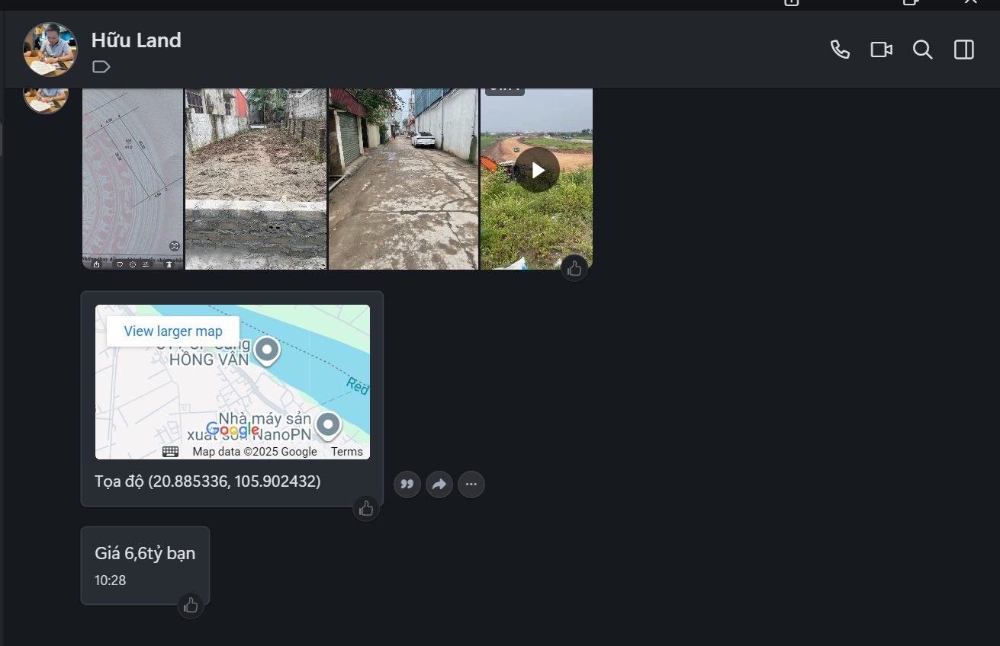 Hữu Land
View larger map
HỒNG VÂN
Red
Nhà máy sản
xuất sơn NanoPN
Google
Map data ©2025 Google
Terms
Tọa độ (20.885336, 105.902432)
Giá 6,6tỷ bạn
10:28